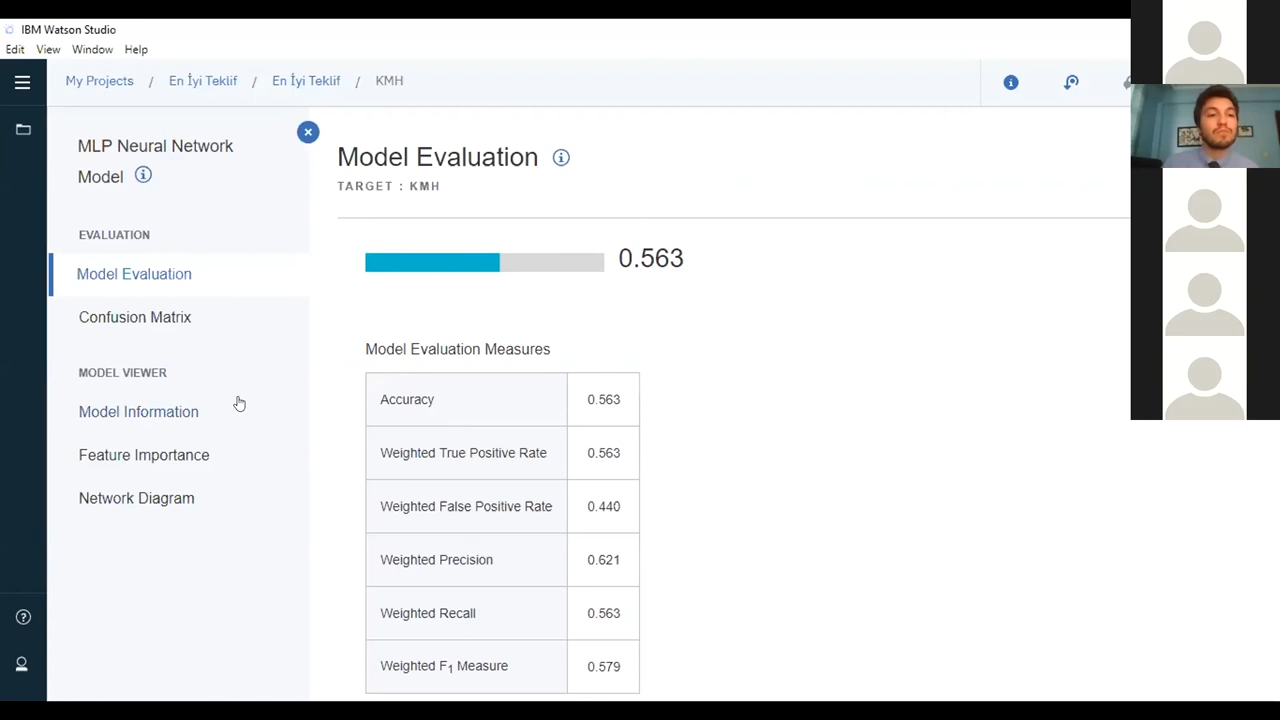 IBM Watson Studio
Edit View Window Help
My Projects / En İyi Teklif / En İyi Teklif / KMH
MLP Neural Network
Model
EVALUATION
Model Evaluation
Confusion Matrix
MODEL VIEWER
Model Information
Feature Importance
Network Diagram
Model Evaluation
TARGET : KMH
0.563
Model Evaluation Measures
Accuracy 0.563
Weighted True Positive Rate 0.563
Weighted False Positive Rate 0.440
Weighted Precision 0.621
Weighted Recall 0.563
Weighted F1 Measure 0.579